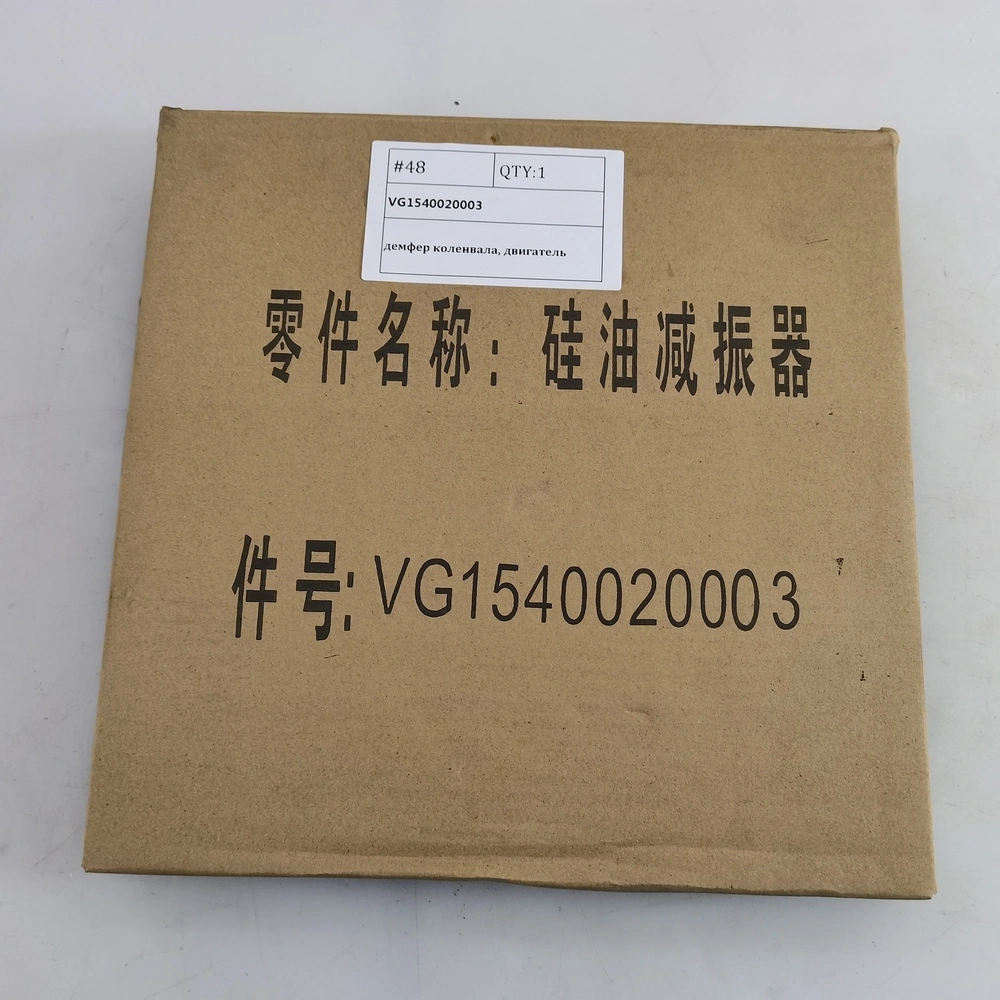 #48 QTY:1
VG1540020003
демфер коленвала, двигатель
零件名称：硅油减振器
件号:VG1540020003